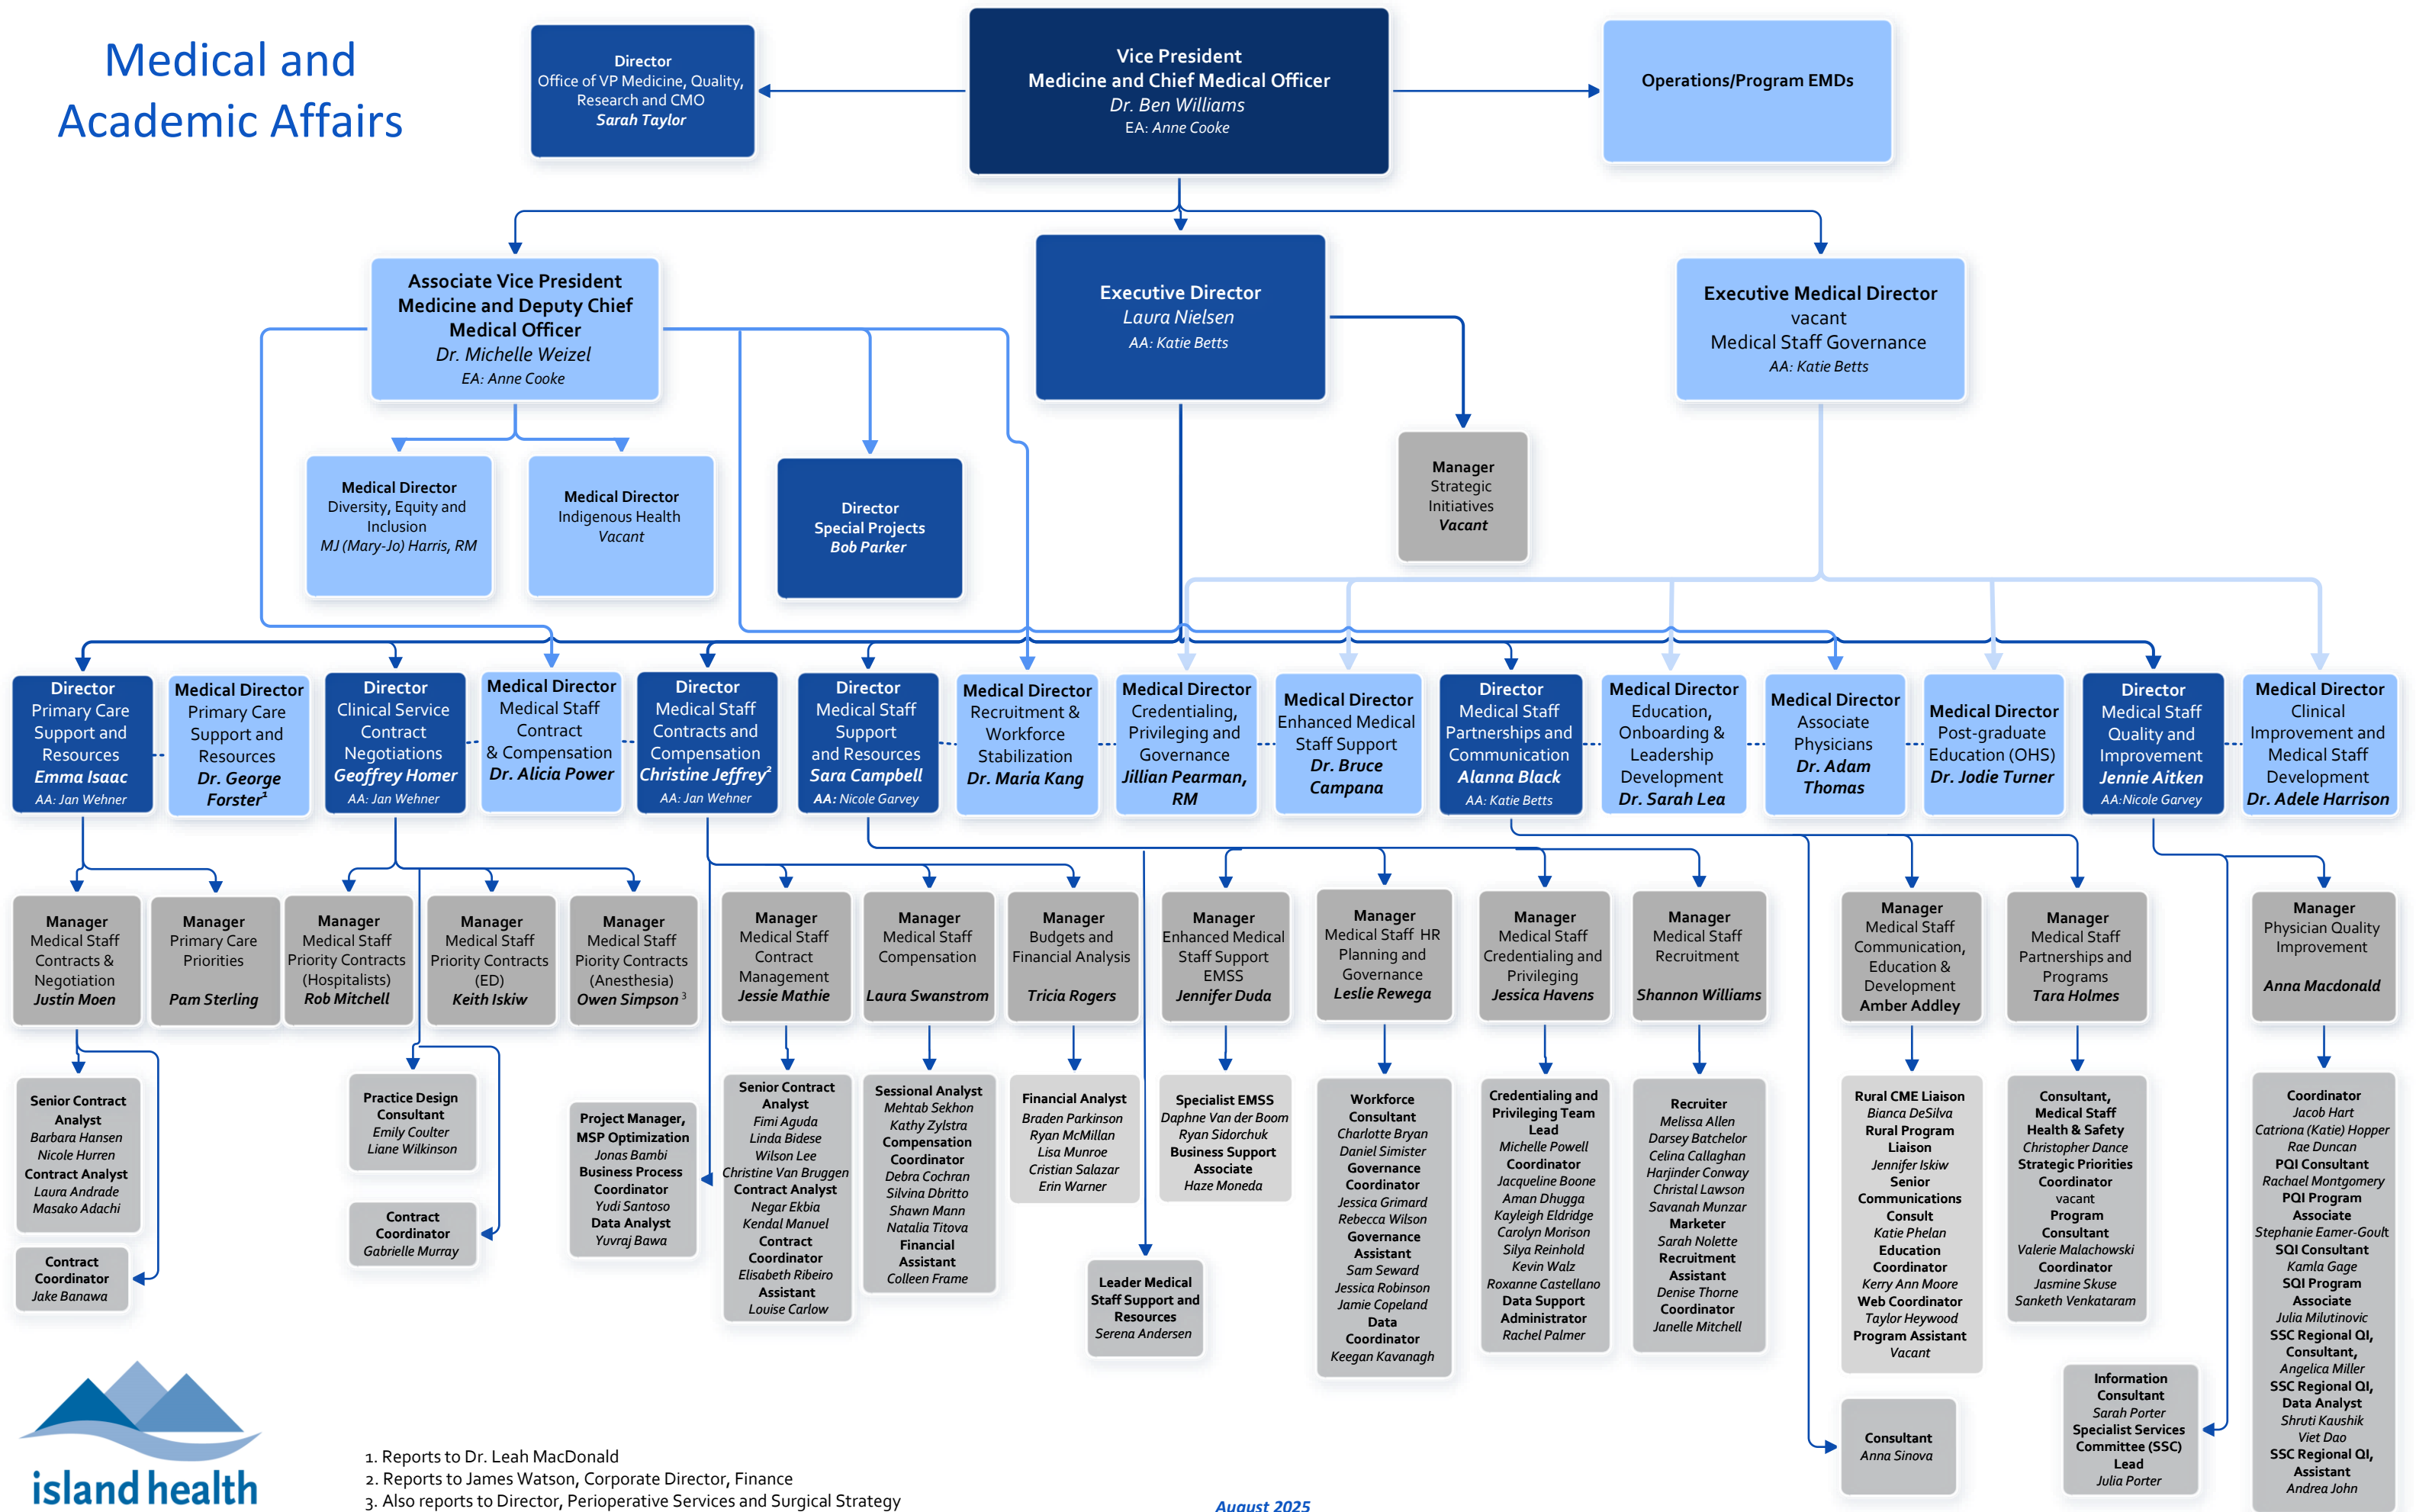 Medical and
Academic Affairs
Director
Office of VP Medicine, Quality,
Research and CMO
Sarah Taylor
Vice President
Medicine and Chief Medical Officer
Dr. Ben Williams
EA: Anne Cooke
Operations/Program EMDs
Associate Vice President
Medicine and Deputy Chief
Medical Officer
Dr. Michelle Weizel
EA: Anne Cooke
Executive Director
Laura Nielsen
AA: Katie Betts
Executive Medical Director
vacant
Medical Staff Governance
AA: Katie Betts
Medical Director
Diversity, Equity and
Inclusion
MJ (Mary-Jo) Harris, RM
Medical Director
Indigenous Health
Vacant
Director
Special Projects
Bob Parker
Manager
Strategic
Initiatives
Vacant
Director
Primary Care
Support and
Resources
Emma Isaac
AA: Jan Wehner
Medical Director
Primary Care
Support and
Resources
Dr. George
Forster¹
Director
Clinical Service
Contract
Negotiations
Geoffrey Homer
AA: Jan Wehner
Medical Director
Medical Staff
Contract
& Compensation
Dr. Alicia Power
Director
Medical Staff
Contracts and
Compensation
Christine Jeffrey²
AA: Jan Wehner
Director
Medical Staff
Support
and Resources
Sara Campbell
AA: Nicole Garvey
Medical Director
Recruitment &
Workforce
Stabilization
Dr. Maria Kang
Medical Director
Credentialing,
Privileging and
Governance
Jillian Pearman,
RM
Medical Director
Enhanced Medical
Staff Support
Dr. Bruce
Campana
Director
Medical Staff
Partnerships and
Communication
Alanna Black
AA: Katie Betts
Medical Director
Education,
Onboarding &
Leadership
Development
Dr. Sarah Lea
Medical Director
Associate
Physicians
Dr. Adam
Thomas
Medical Director
Post-graduate
Education (OHS)
Dr. Jodie Turner
Director
Medical Staff
Quality and
Improvement
Jennie Aitken
AA:Nicole Garvey
Medical Director
Clinical
Improvement and
Medical Staff
Development
Dr. Adele Harrison
Manager
Medical Staff
Contracts &
Negotiation
Justin Moen
Manager
Primary Care
Priorities
Pam Sterling
Manager
Medical Staff
Priority Contracts
(Hospitalists)
Rob Mitchell
Manager
Medical Staff
Priority Contracts
(ED)
Keith Iskiw
Manager
Medical Staff
Piority Contracts
(Anesthesia)
Owen Simpson ³
Manager
Medical Staff
Contract
Management
Jessie Mathie
Manager
Medical Staff
Compensation
Laura Swanstrom
Manager
Budgets and
Financial Analysis
Tricia Rogers
Manager
Enhanced Medical
Staff Support
EMSS
Jennifer Duda
Manager
Medical Staff HR
Planning and
Governance
Leslie Rewega
Manager
Medical Staff
Credentialing and
Privileging
Jessica Havens
Manager
Medical Staff
Recruitment
Shannon Williams
Manager
Medical Staff
Communication,
Education &
Development
Amber Addley
Manager
Medical Staff
Partnerships and
Programs
Tara Holmes
Manager
Physician Quality
Improvement
Anna Macdonald
Senior Contract
Analyst
Barbara Hansen
Nicole Hurren
Contract Analyst
Laura Andrade
Masako Adachi
Contract
Coordinator
Jake Banawa
Practice Design
Consultant
Emily Coulter
Liane Wilkinson
Contract
Coordinator
Gabrielle Murray
Project Manager,
MSP Optimization
Jonas Bambi
Business Process
Coordinator
Yudi Santoso
Data Analyst
Yuvraj Bawa
Senior Contract
Analyst
Fimi Aguda
Linda Bidese
Wilson Lee
Christine Van Bruggen
Contract Analyst
Negar Ekbia
Kendal Manuel
Contract
Coordinator
Elisabeth Ribeiro
Assistant
Louise Carlow
Sessional Analyst
Mehtab Sekhon
Kathy Zylstra
Compensation
Coordinator
Debra Cochran
Silvina Dbritto
Shawn Mann
Natalia Titova
Financial
Assistant
Colleen Frame
Financial Analyst
Braden Parkinson
Ryan McMillan
Lisa Munroe
Cristian Salazar
Erin Warner
Leader Medical
Staff Support and
Resources
Serena Andersen
Specialist EMSS
Daphne Van der Boom
Ryan Sidorchuk
Business Support
Associate
Haze Moneda
Workforce
Consultant
Charlotte Bryan
Daniel Simister
Governance
Coordinator
Jessica Grimard
Rebecca Wilson
Governance
Assistant
Sam Seward
Jessica Robinson
Jamie Copeland
Data
Coordinator
Keegan Kavanagh
Credentialing and
Privileging Team
Lead
Michelle Powell
Coordinator
Jacqueline Boone
Aman Dhugga
Kayleigh Eldridge
Carolyn Morison
Silya Reinhold
Kevin Walz
Roxanne Castellano
Data Support
Administrator
Rachel Palmer
Recruiter
Melissa Allen
Darsey Batchelor
Celina Callaghan
Harjinder Conway
Christal Lawson
Savanah Munzar
Marketer
Sarah Nolette
Recruitment
Assistant
Denise Thorne
Coordinator
Janelle Mitchell
Rural CME Liaison
Bianca DeSilva
Rural Program
Liaison
Jennifer Iskiw
Senior
Communications
Consult
Katie Phelan
Education
Coordinator
Kerry Ann Moore
Web Coordinator
Taylor Heywood
Program Assistant
Vacant
Consultant
Anna Sinova
Consultant,
Medical Staff
Health & Safety
Christopher Dance
Strategic Priorities
Coordinator
vacant
Program
Consultant
Valerie Malachowski
Coordinator
Jasmine Skuse
Sanketh Venkataram
Information
Consultant
Sarah Porter
Specialist Services
Committee (SSC)
Lead
Julia Porter
Coordinator
Jacob Hart
Catriona (Katie) Hopper
Rae Duncan
PQI Consultant
Rachael Montgomery
PQI Program
Associate
Stephanie Eamer-Goult
SQI Consultant
Kamla Gage
SQI Program
Associate
Julia Milutinovic
SSC Regional QI,
Consultant,
Angelica Miller
SSC Regional QI,
Data Analyst
Shruti Kaushik
Viet Dao
SSC Regional QI,
Assistant
Andrea John
island health
1. Reports to Dr. Leah MacDonald
2. Reports to James Watson, Corporate Director, Finance
3. Also reports to Director, Perioperative Services and Surgical Strategy
August 2025